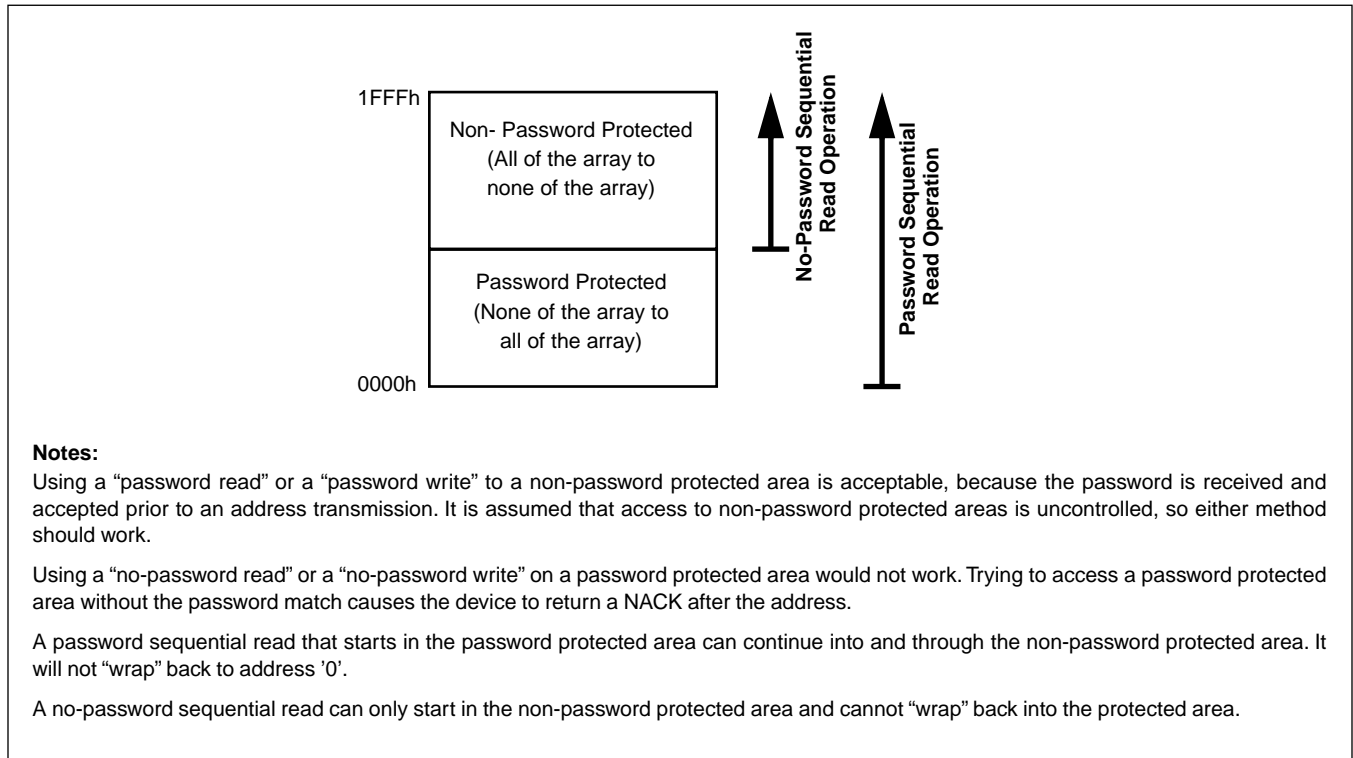 1FFFh
Non- Password Protected
(All of the array to
none of the array)
Password Protected
(None of the array to
all of the array)
0000h
No-Password Sequential
Read Operation
Password Sequential
Read Operation
Notes:
Using a “password read” or a “password write” to a non-password protected area is acceptable, because the password is received and
accepted prior to an address transmission. It is assumed that access to non-password protected areas is uncontrolled, so either method
should work.
Using a “no-password read” or a “no-password write” on a password protected area would not work. Trying to access a password protected
area without the password match causes the device to return a NACK after the address.
A password sequential read that starts in the password protected area can continue into and through the non-password protected area. It
will not “wrap” back to address ’0’.
A no-password sequential read can only start in the non-password protected area and cannot “wrap” back into the protected area.